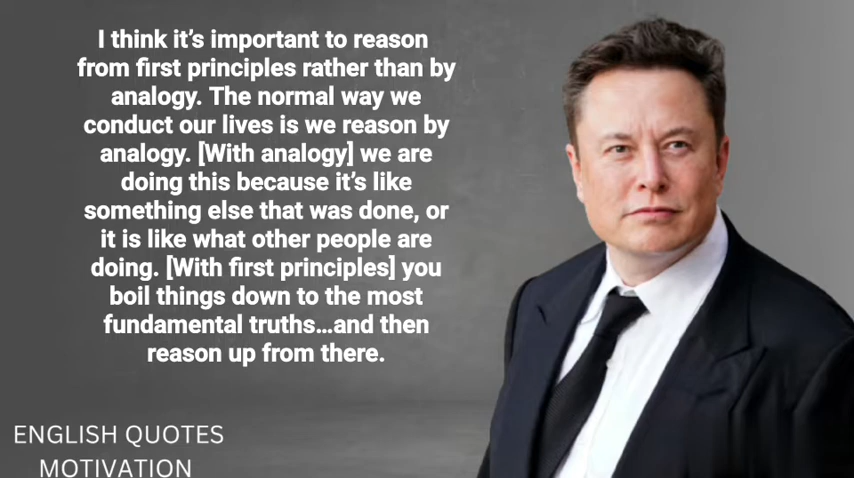 I think it’s important to reason
from first principles rather than by
analogy. The normal way we
conduct our lives is we reason by
analogy. [With analogy] we are
doing this because it’s like
something else that was done, or
it is like what other people are
doing. [With first principles] you
boil things down to the most
fundamental truths…and then
reason up from there.
ENGLISH QUOTES
MOTIVATION